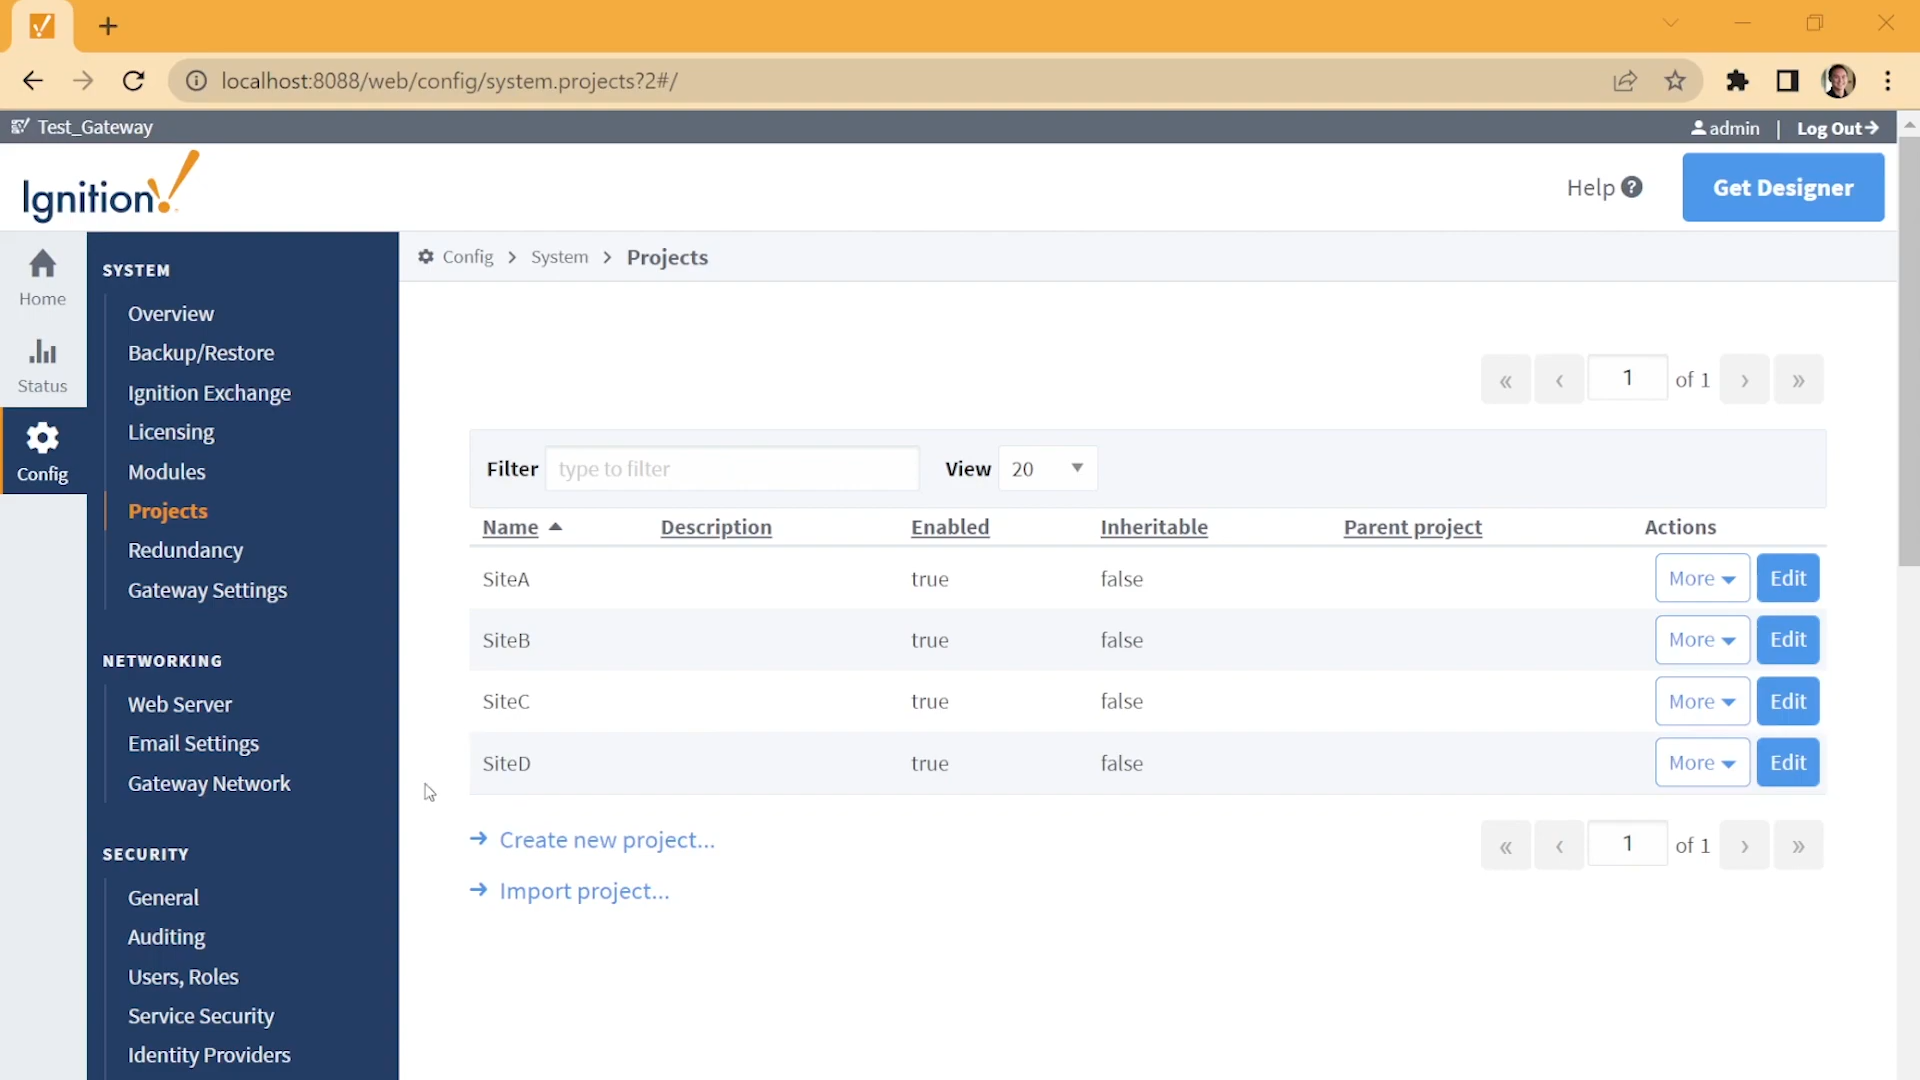 localhost:8088/web/config/system.projects?2#/
Test_Gateway
admin | Log Out
Ignition!
Help ?
Get Designer
Home
Status
Config
SYSTEM
Overview
Backup/Restore
Ignition Exchange
Licensing
Modules
Projects
Redundancy
Gateway Settings
NETWORKING
Web Server
Email Settings
Gateway Network
SECURITY
General
Auditing
Users, Roles
Service Security
Identity Providers
Config > System > Projects
« ‹ 1 of 1 › »
Filter type to filter View 20
Name Description Enabled Inheritable Parent project Actions
SiteA true false More Edit
SiteB true false More Edit
SiteC true false More Edit
SiteD true false More Edit
→ Create new project...
→ Import project...
« ‹ 1 of 1 › »